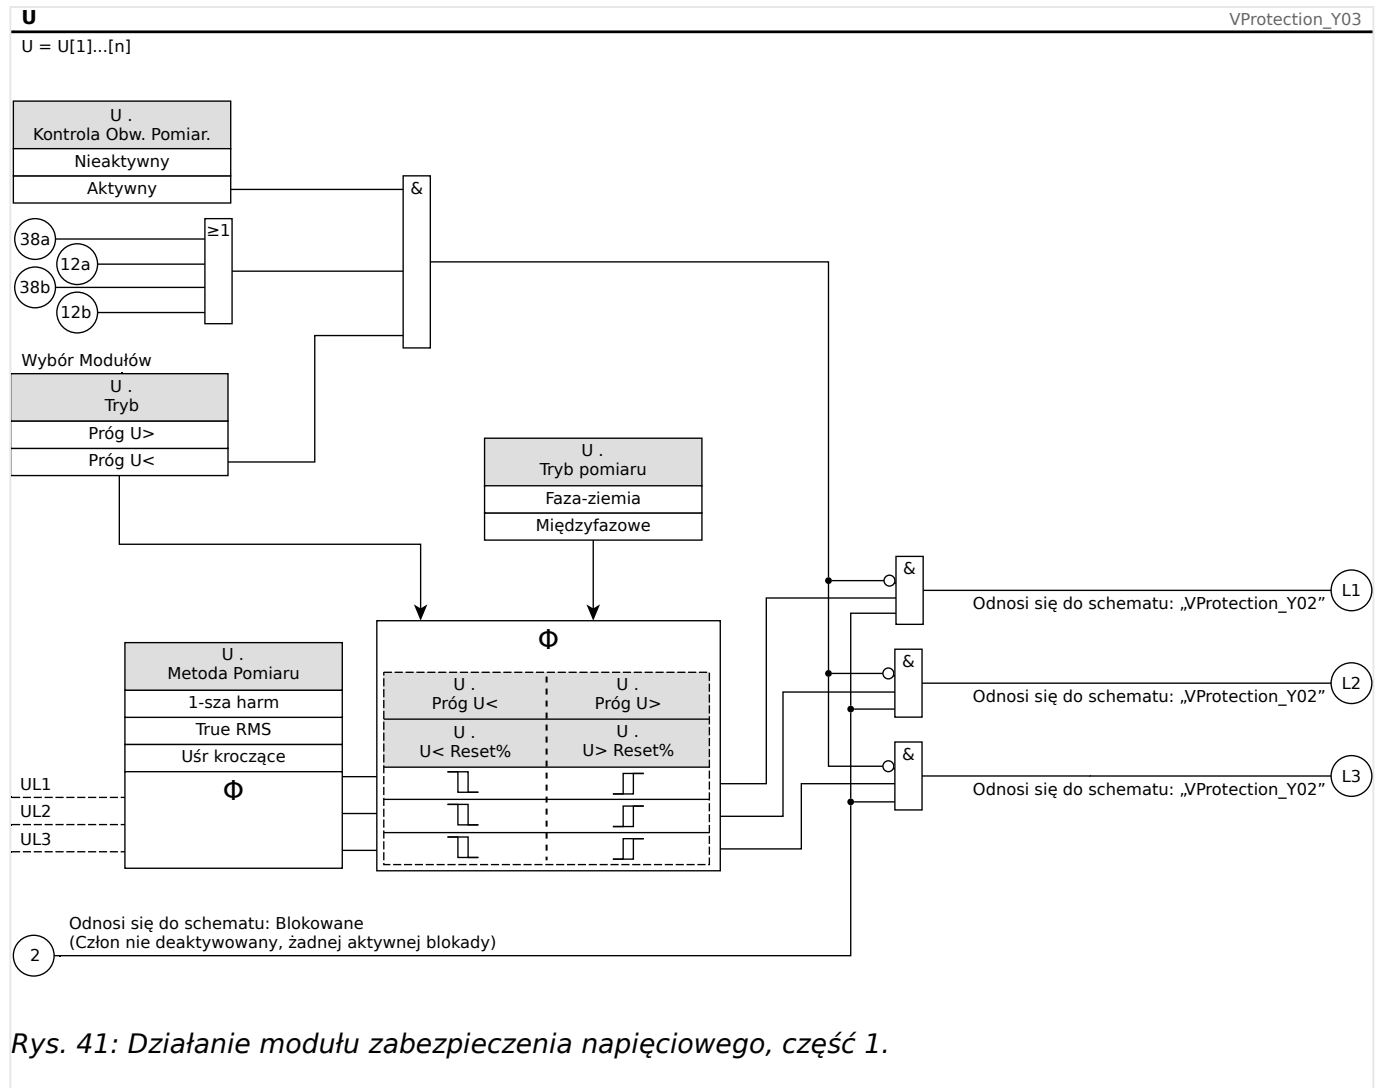 U
VProtection_Y03
U = U[1]...[n]
U .
Kontrola Obw. Pomiar.
Nieaktywny
Aktywny
&
38a
≥1
12a
38b
12b
Wybór Modułów
U .
Tryb
Próg U>
Próg U<
U .
Tryb pomiaru
Faza-ziemia
Międzyfazowe
&
L1
Odnosi się do schematu: „VProtection_Y02”
Φ
U .
Metoda Pomiaru
1-sza harm
True RMS
Uśr kroczące
Φ
U .
Próg U<
U .
Próg U>
U .
U< Reset%
U .
U> Reset%
&
L2
Odnosi się do schematu: „VProtection_Y02”
&
L3
Odnosi się do schematu: „VProtection_Y02”
UL1
UL2
UL3
Odnosi się do schematu: Blokowane
(Człon nie deaktywowany, żadnej aktywnej blokady)
2
Rys. 41: Działanie modułu zabezpieczenia napięciowego, część 1.